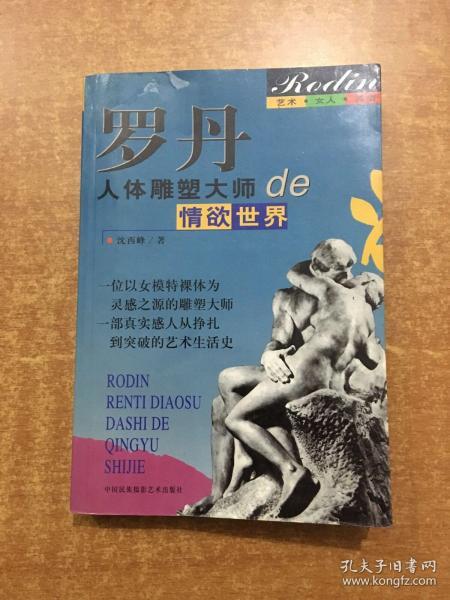 Rodin
艺术·女人·
罗丹
人体雕塑大师 de
情欲世界
沈西峰/著
一位以女模特裸体为
灵感之源的雕塑大师
一部真实感人从挣扎
到突破的艺术生活史
RODIN
RENTI DIAOSU
DASHI DE
QINGYU
SHIJIE
中国民族摄影艺术出版社
孔夫子旧书网
www.kongfz.com